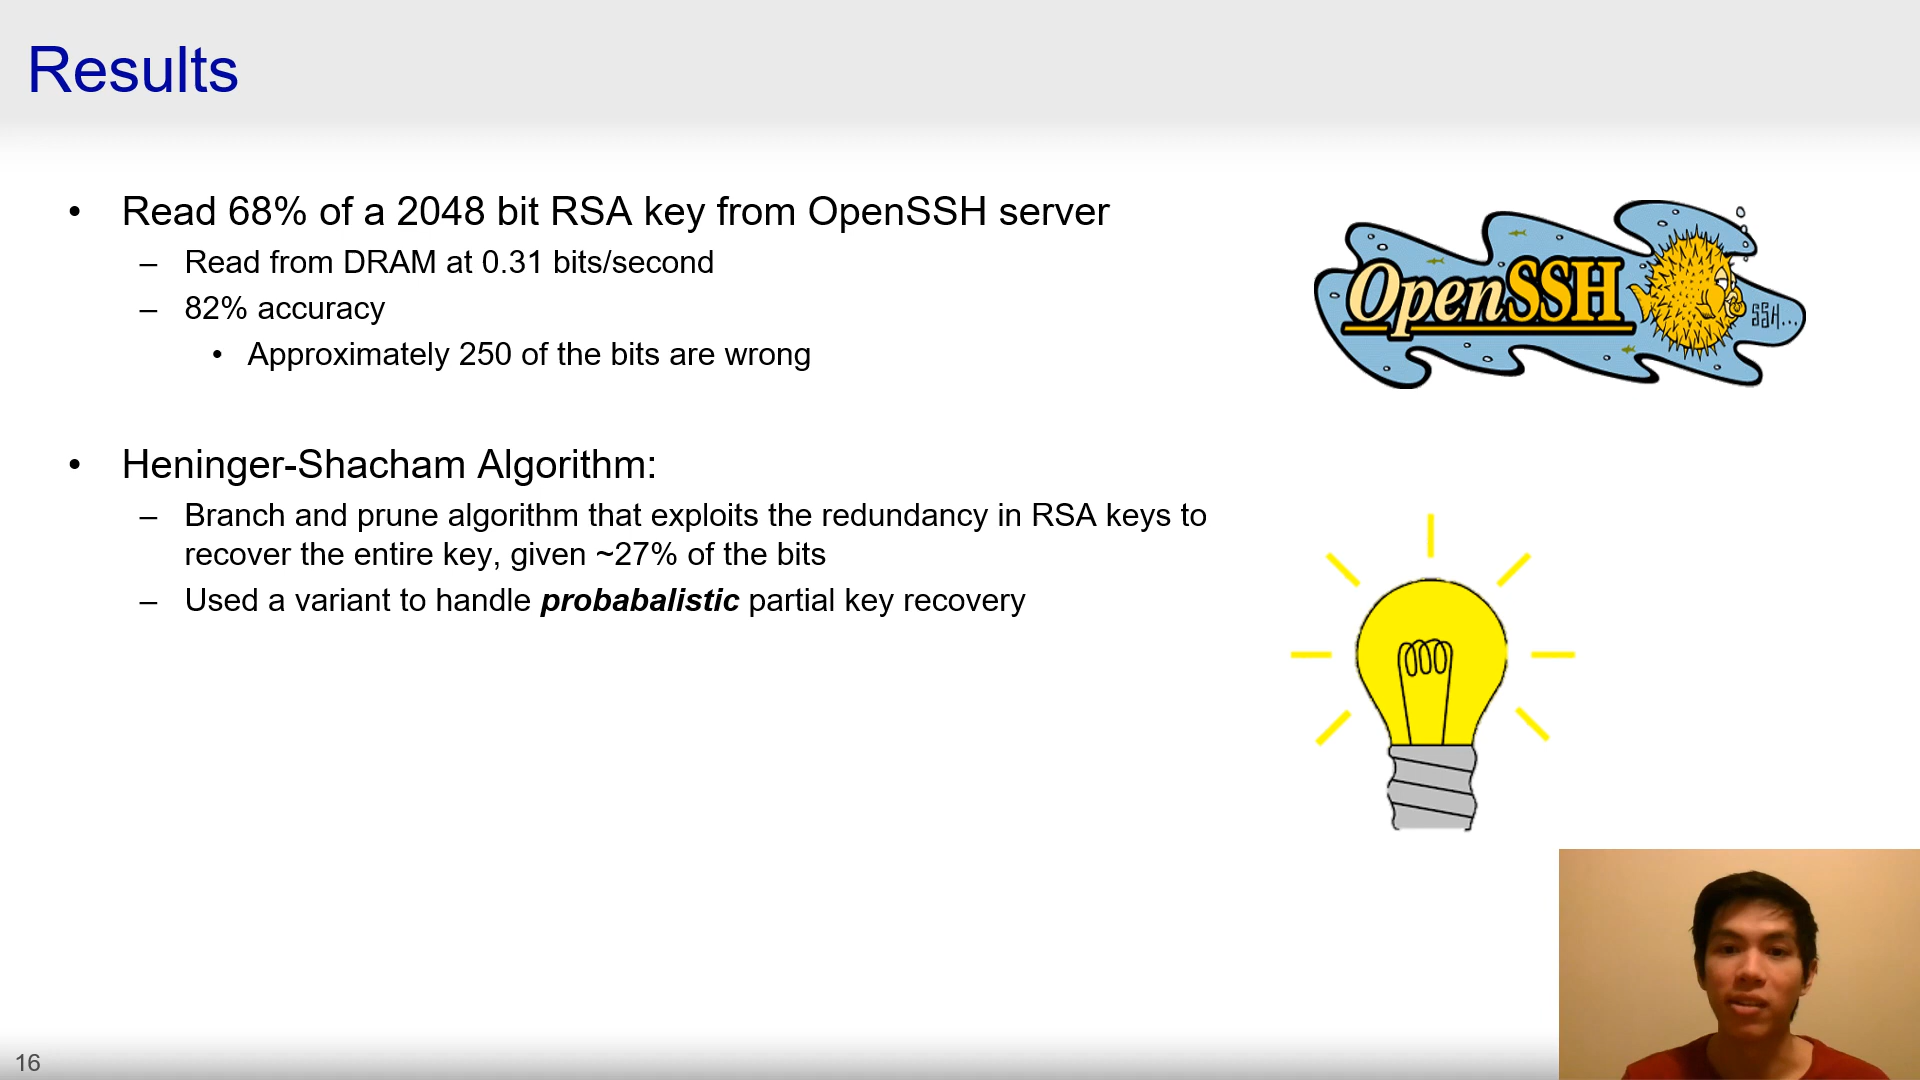 Results
• Read 68% of a 2048 bit RSA key from OpenSSH server
– Read from DRAM at 0.31 bits/second
– 82% accuracy
• Approximately 250 of the bits are wrong
OpenSSH
SSH...
• Heninger-Shacham Algorithm:
– Branch and prune algorithm that exploits the redundancy in RSA keys to
recover the entire key, given ~27% of the bits
– Used a variant to handle probabalistic partial key recovery
16